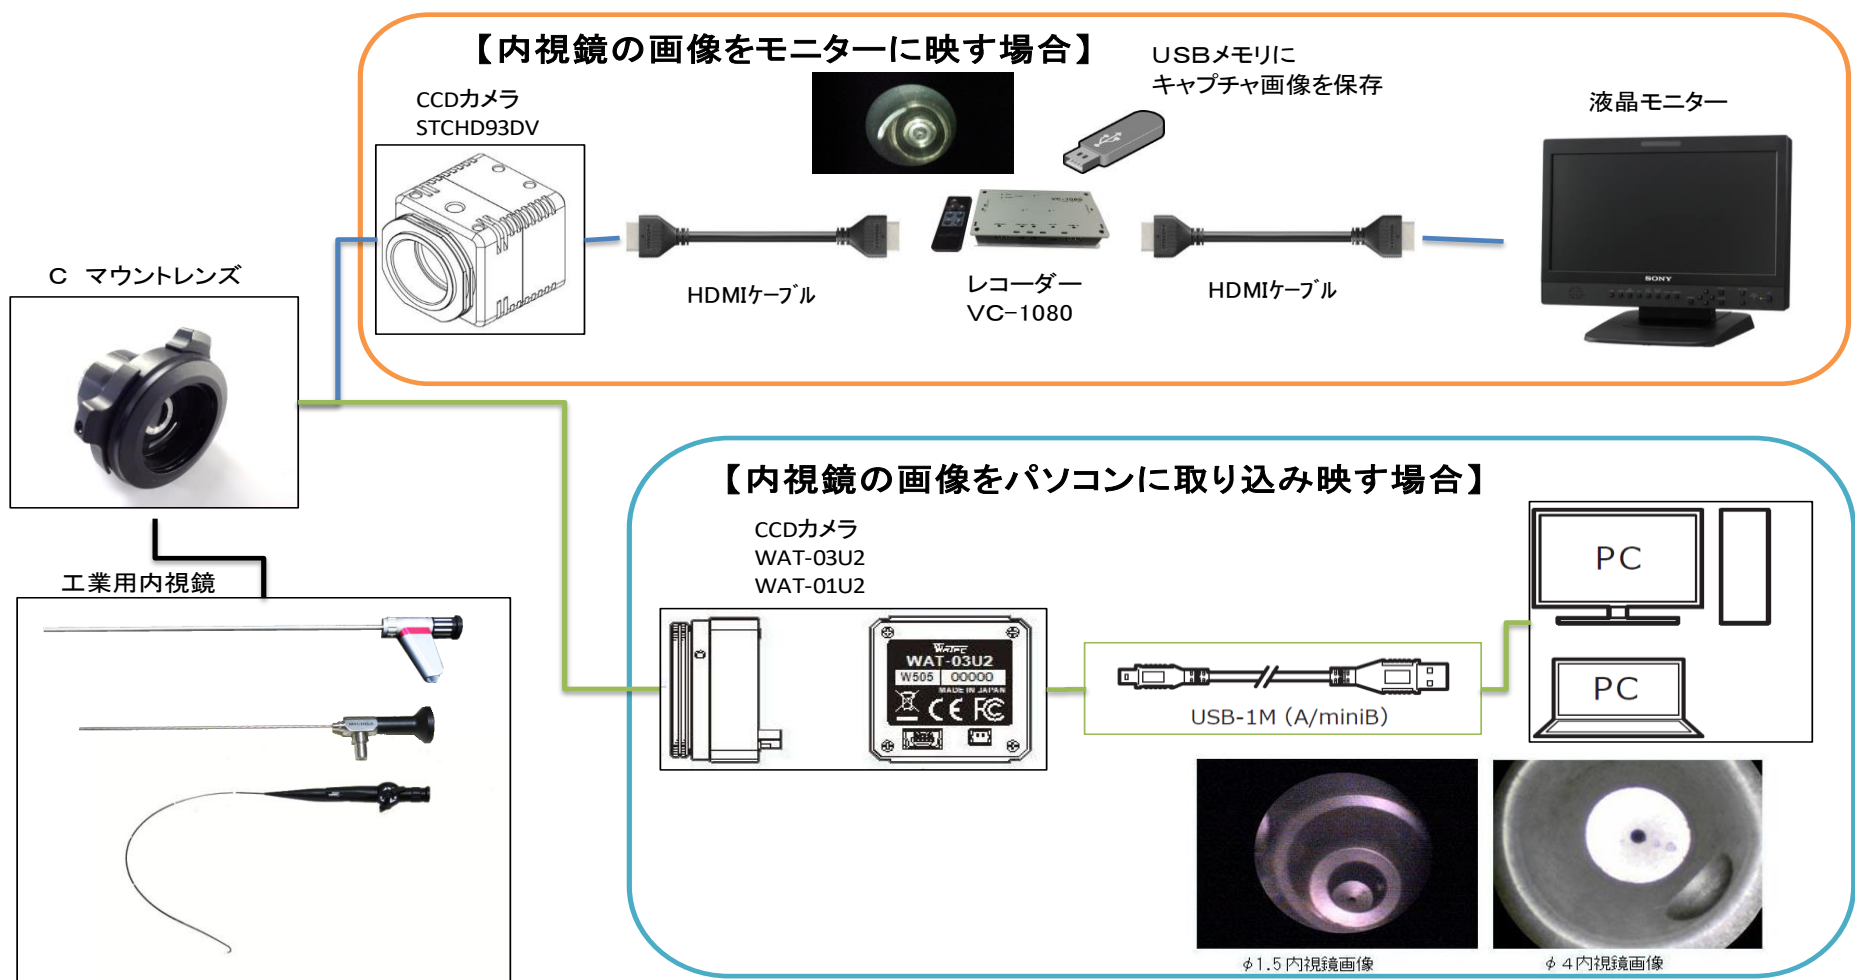 【内視鏡の画像をモニターに映す場合】
USBメモリに
キャプチャ画像を保存
CCDカメラ
STCHD93DV
液晶モニター
VC-1080
SONY
HDMIケーブル
レコーダー
VC-1080
HDMIケーブル
C マウントレンズ
【内視鏡の画像をパソコンに取り込み映す場合】
CCDカメラ
WAT-03U2
WAT-01U2
工業用内視鏡
WATEC
WAT-03U2
W505 00000
MADE IN JAPAN
CE FC
USB-1M (A/miniB)
PC
PC
φ1.5内視鏡画像
φ4内視鏡画像